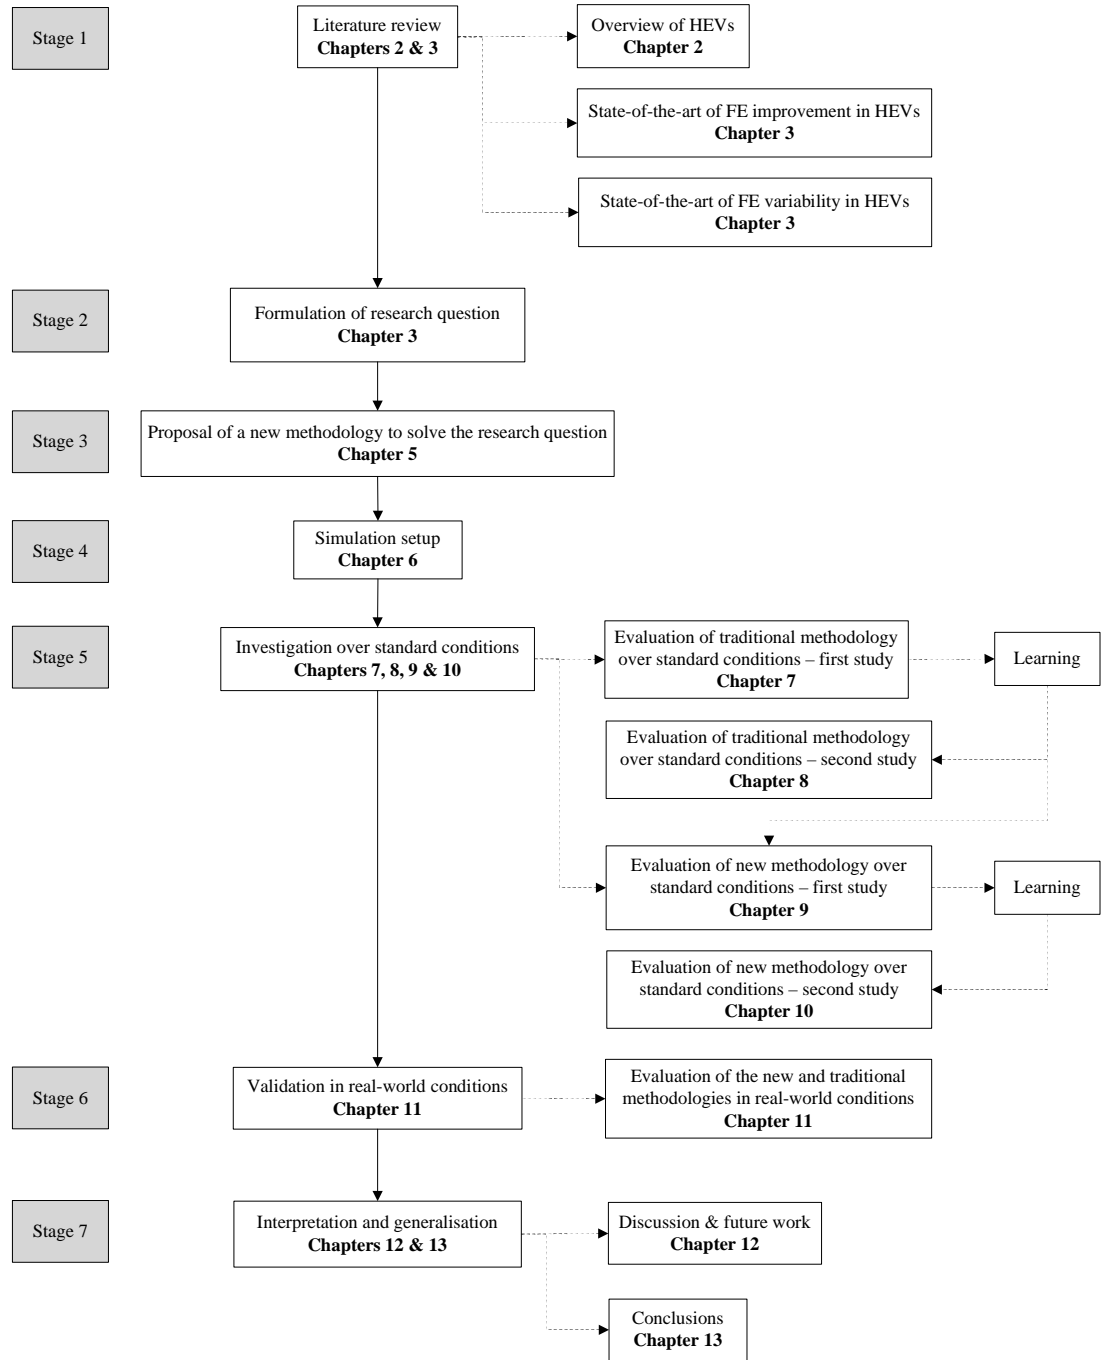 Stage 1
Literature review
Chapters 2 & 3
Overview of HEVs
Chapter 2
State-of-the-art of FE improvement in HEVs
Chapter 3
State-of-the-art of FE variability in HEVs
Chapter 3
Stage 2
Formulation of research question
Chapter 3
Stage 3
Proposal of a new methodology to solve the research question
Chapter 5
Stage 4
Simulation setup
Chapter 6
Stage 5
Investigation over standard conditions
Chapters 7, 8, 9 & 10
Evaluation of traditional methodology
over standard conditions – first study
Chapter 7
Learning
Evaluation of traditional methodology
over standard conditions – second study
Chapter 8
Evaluation of new methodology over
standard conditions – first study
Chapter 9
Learning
Evaluation of new methodology over
standard conditions – second study
Chapter 10
Stage 6
Validation in real-world conditions
Chapter 11
Evaluation of the new and traditional
methodologies in real-world conditions
Chapter 11
Stage 7
Interpretation and generalisation
Chapters 12 & 13
Discussion & future work
Chapter 12
Conclusions
Chapter 13